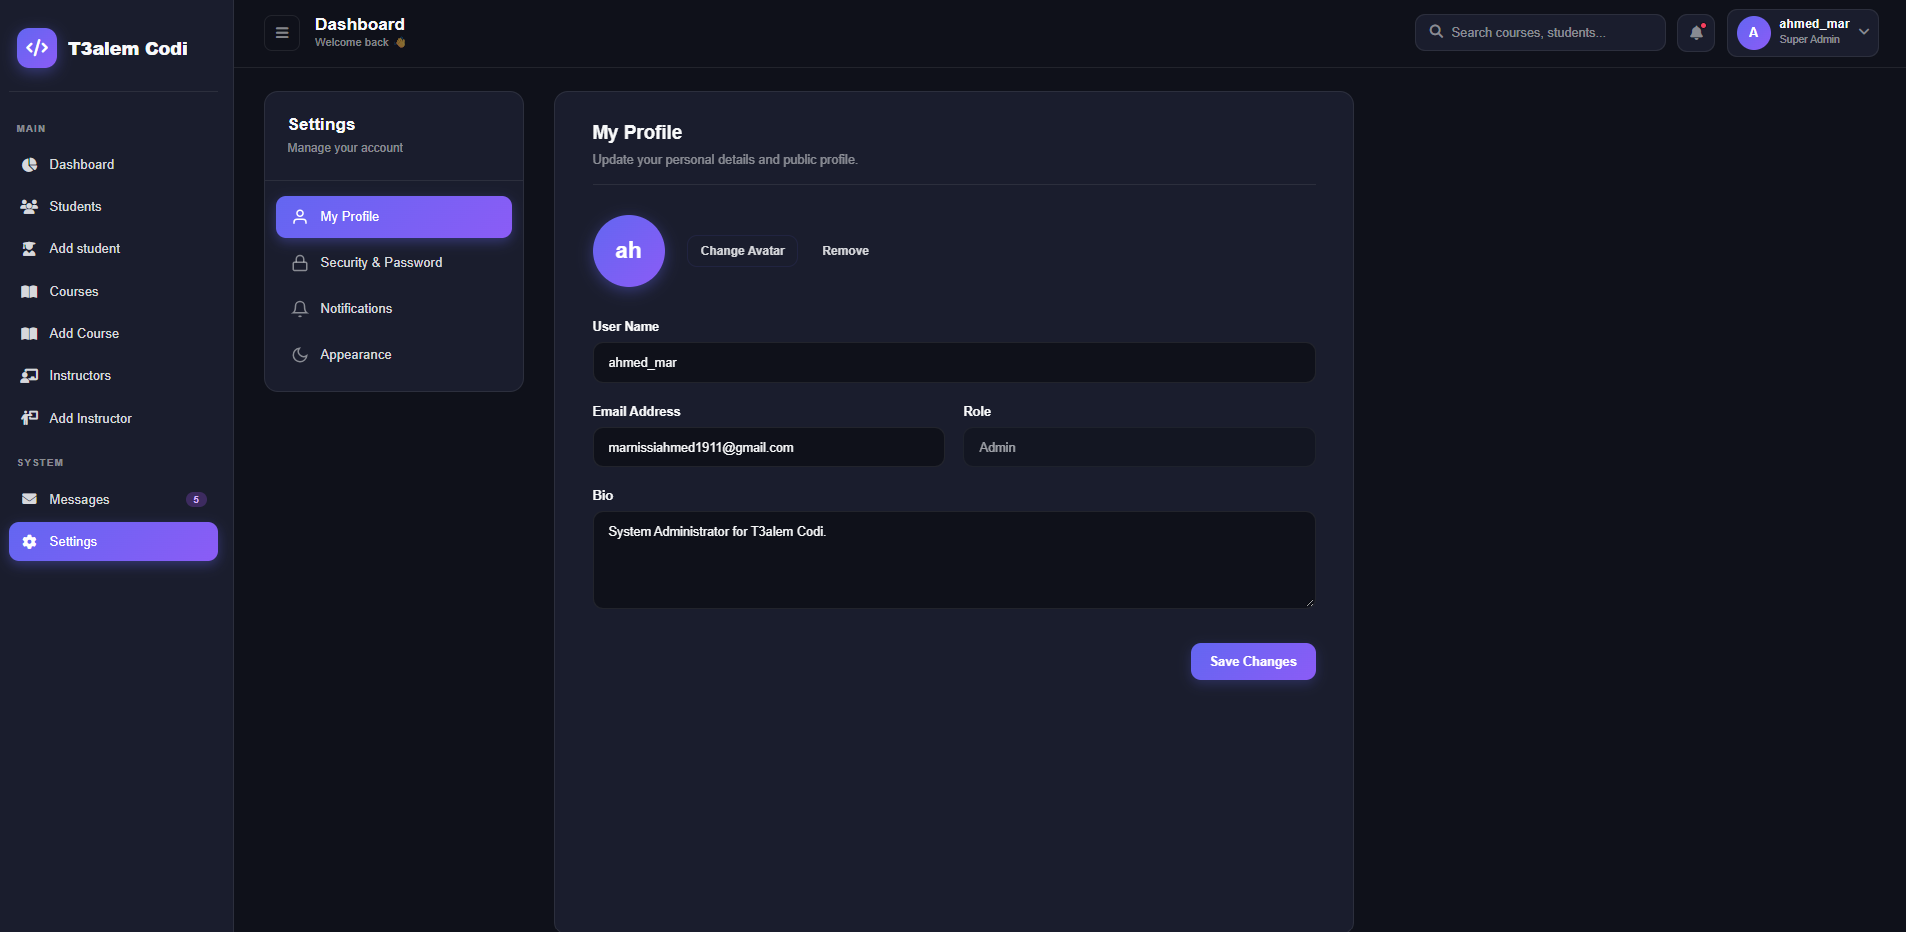 T3alem Codi
MAIN
Dashboard
Students
Add student
Courses
Add Course
Instructors
Add Instructor
SYSTEM
Messages 5
Settings
Dashboard
Welcome back 👋
Search courses, students...
A
ahmed_mar
Super Admin
Settings
Manage your account
My Profile
Security & Password
Notifications
Appearance
My Profile
Update your personal details and public profile.
ah
Change Avatar Remove
User Name
ahmed_mar
Email Address Role
marnissiahmed1911@gmail.com Admin
Bio
System Administrator for T3alem Codi.
Save Changes